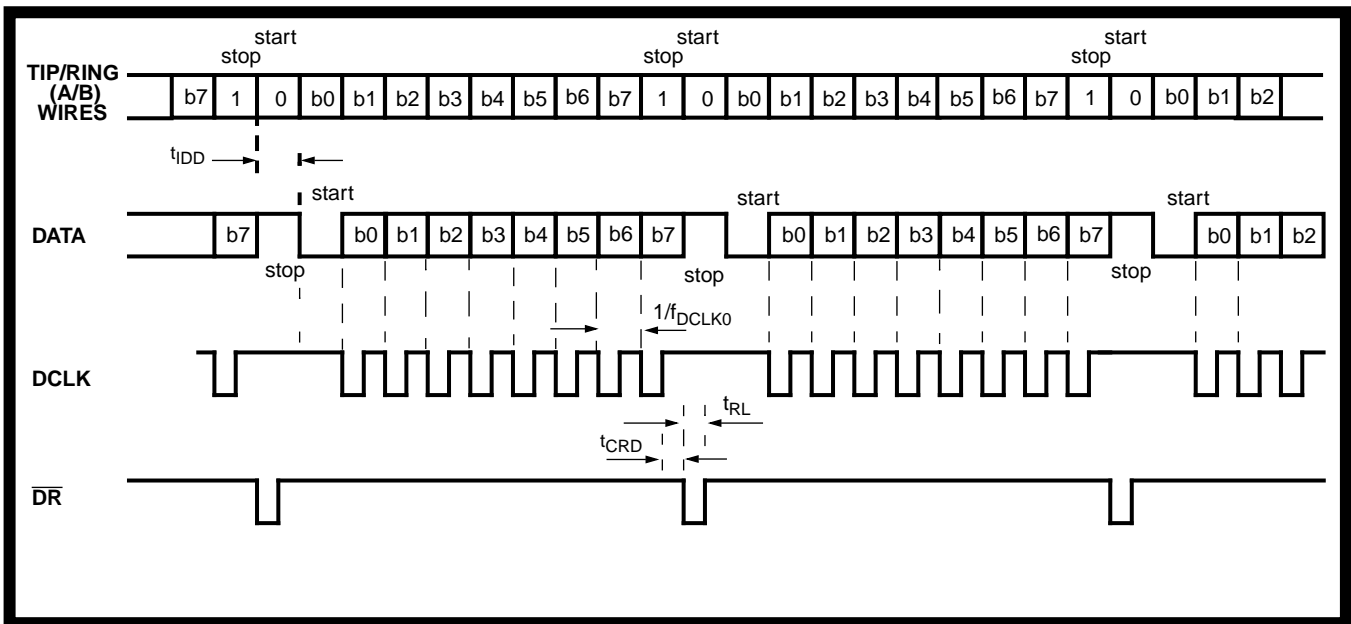 start start start
stop stop stop
TIP/RING
(A/B)
WIRES
b7 1 0 b0 b1 b2 b3 b4 b5 b6 b7 1 0 b0 b1 b2 b3 b4 b5 b6 b7 1 0 b0 b1 b2
tIDD
start start start
DATA
b7 b0 b1 b2 b3 b4 b5 b6 b7 b0 b1 b2 b3 b4 b5 b6 b7 b0 b1 b2
stop stop stop
1/fDCLK0
DCLK
tRL
tCRD
DR